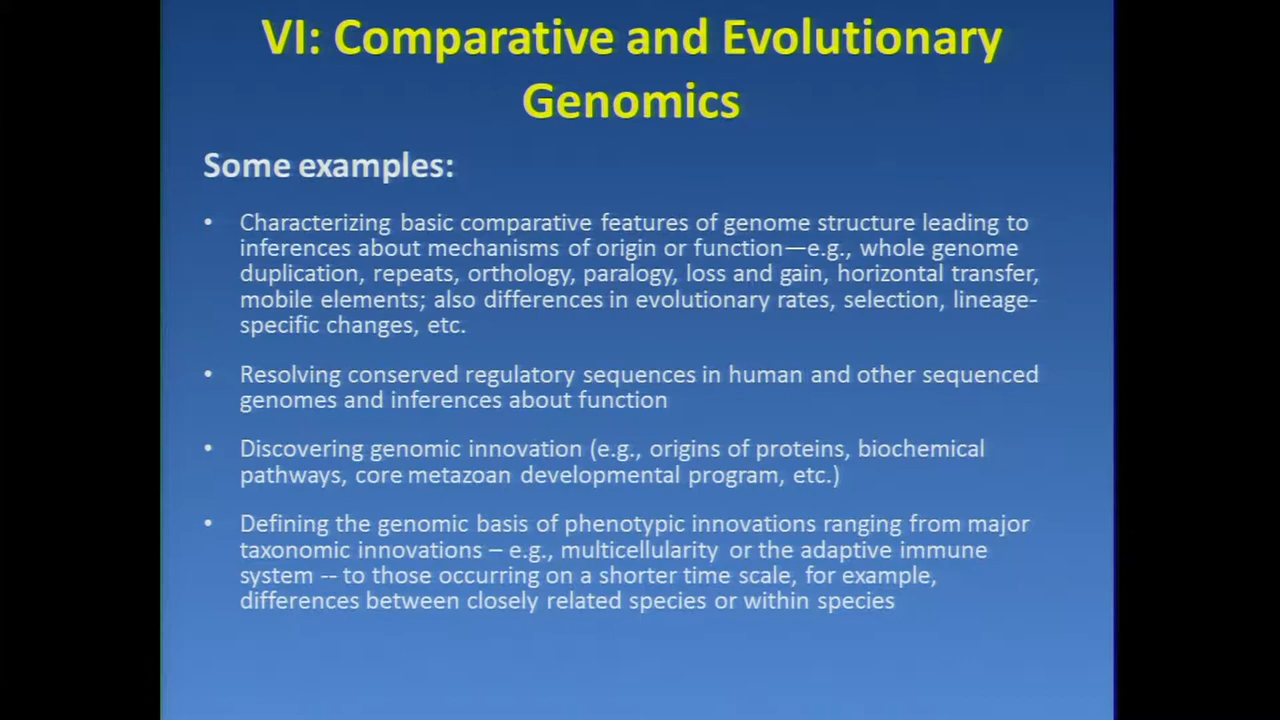 VI: Comparative and Evolutionary
Genomics
Some examples:
• Characterizing basic comparative features of genome structure leading to
inferences about mechanisms of origin or function—e.g., whole genome
duplication, repeats, orthology, paralogy, loss and gain, horizontal transfer,
mobile elements; also differences in evolutionary rates, selection, lineage-
specific changes, etc.
• Resolving conserved regulatory sequences in human and other sequenced
genomes and inferences about function
• Discovering genomic innovation (e.g., origins of proteins, biochemical
pathways, core metazoan developmental program, etc.)
• Defining the genomic basis of phenotypic innovations ranging from major
taxonomic innovations – e.g., multicellularity or the adaptive immune
system -- to those occurring on a shorter time scale, for example,
differences between closely related species or within species